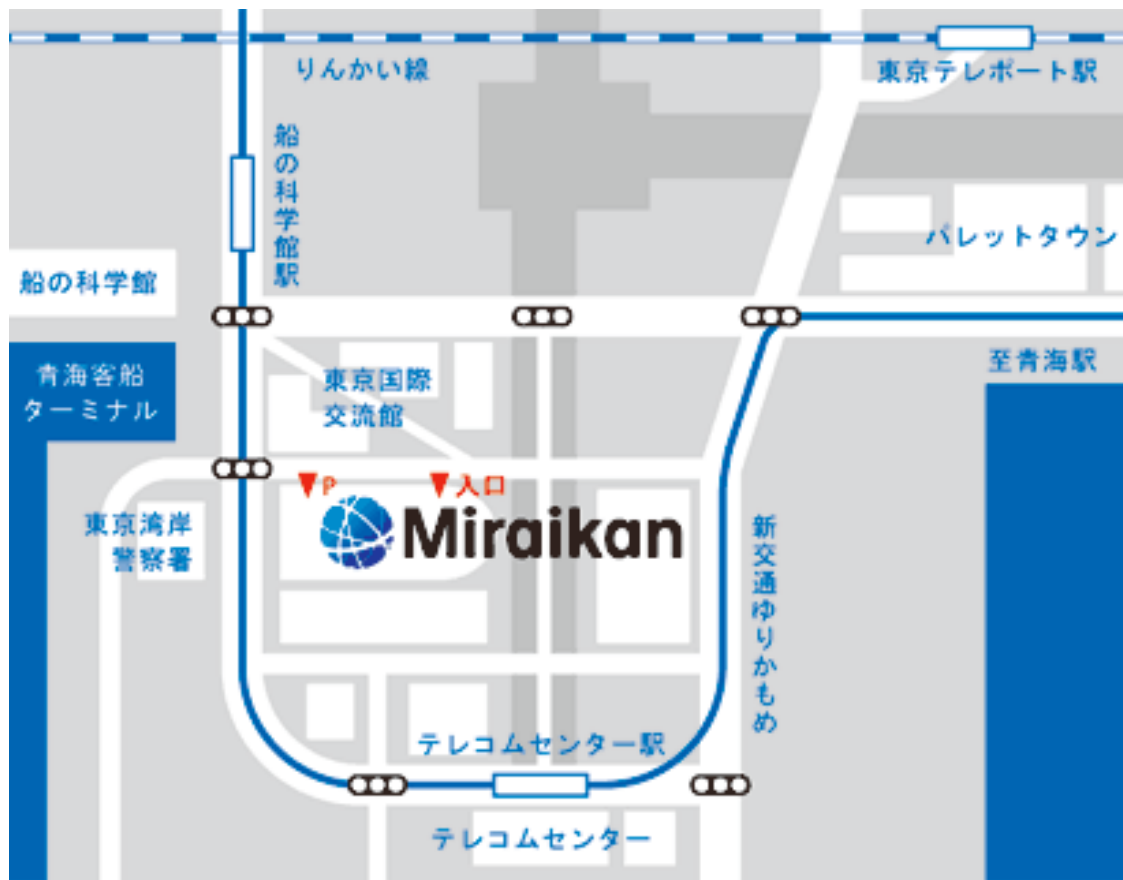 りんかい線
東京テレポート駅
船の科学館駅
パレットタウン
船の科学館
至青海駅
青海客船
ターミナル
東京国際
交流館
P
入口
Miraikan
東京湾岸
警察署
新交通ゆりかもめ
テレコムセンター駅
テレコムセンター